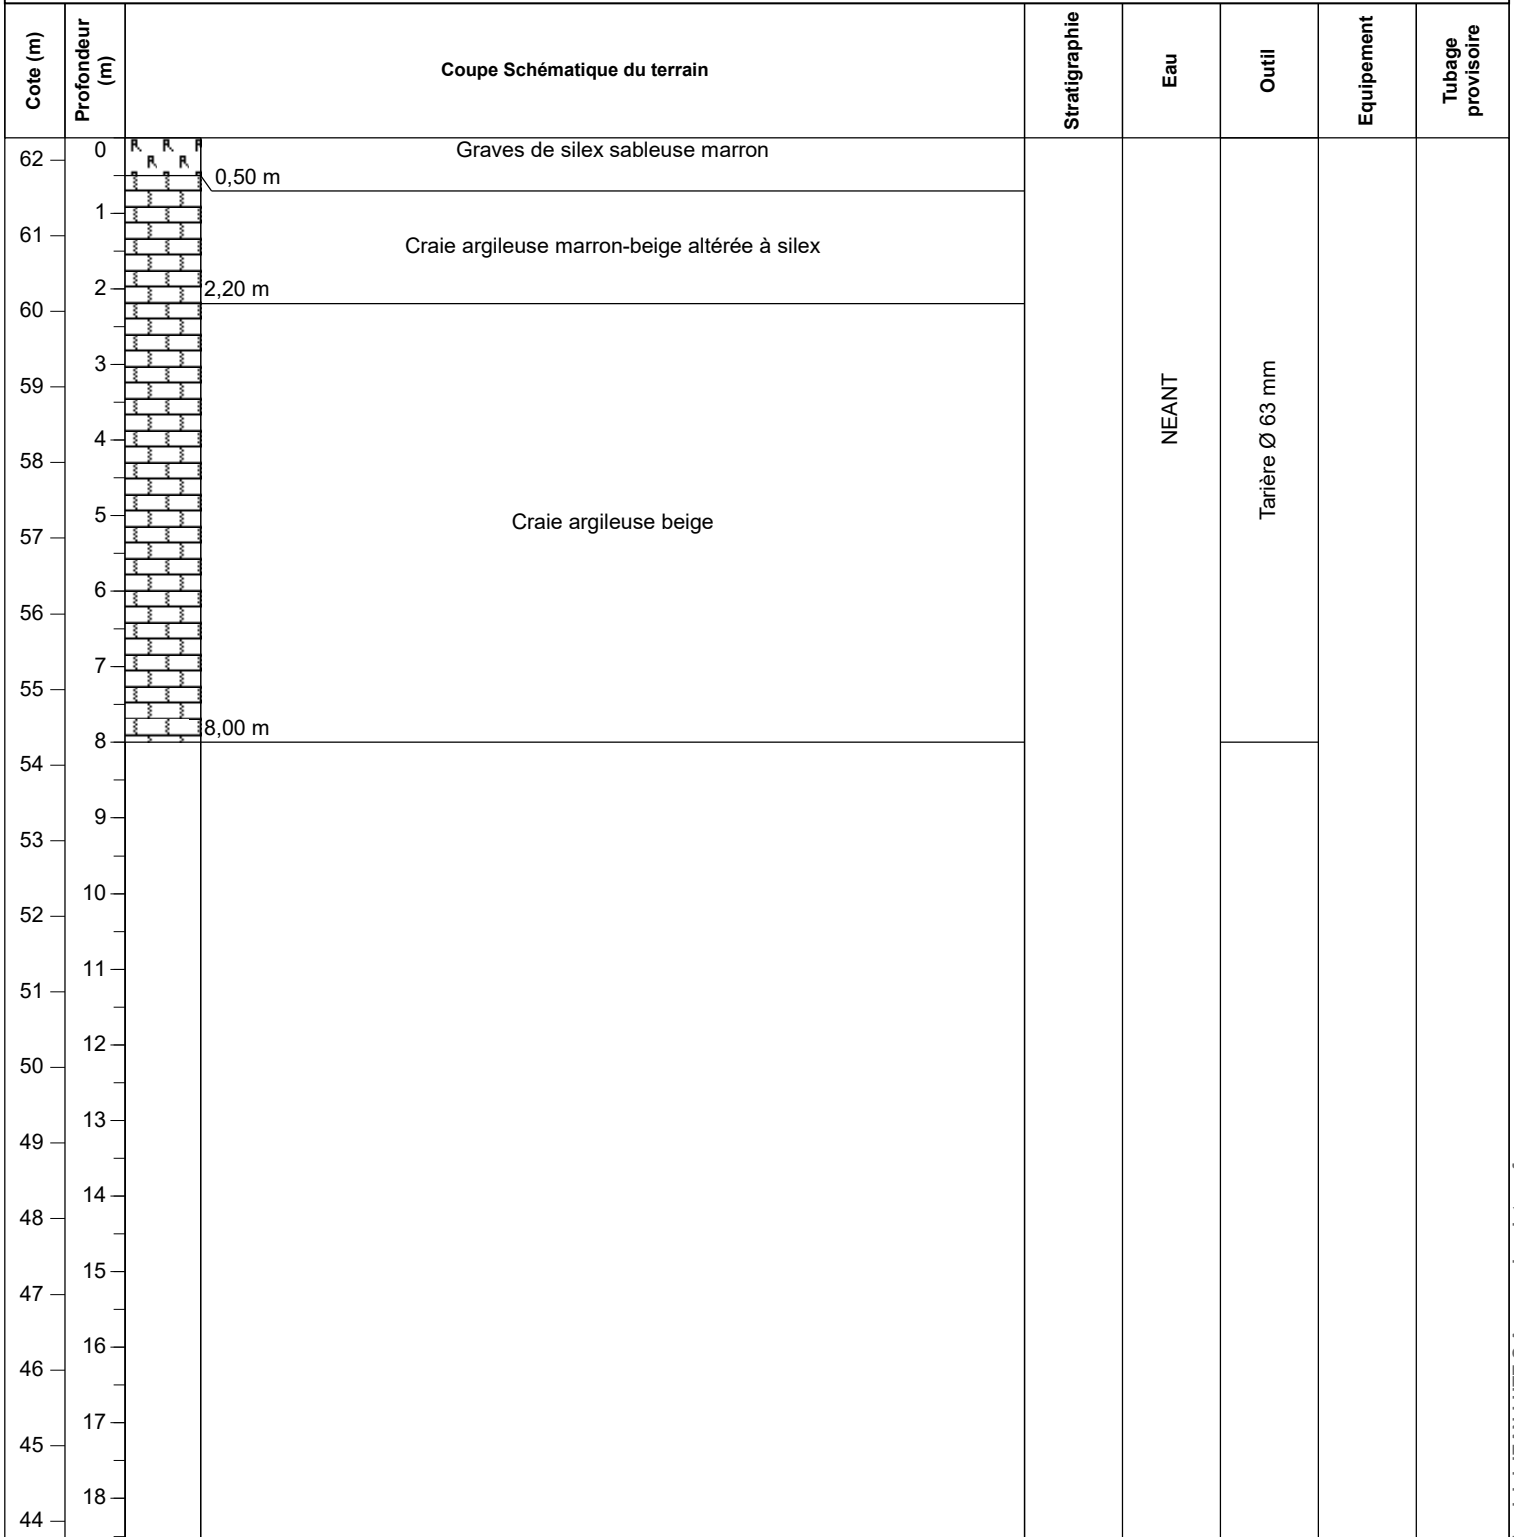 Cote (m)
Profondeur
(m)
Coupe Schématique du terrain
Stratigraphie
Eau
Outil
Equipement
Tubage
provisoire
0
Graves de silex sableuse marron
62
0,50 m
1
61
Craie argileuse marron-beige altérée à silex
2
2,20 m
60
3
59
NEANT
Tarière Ø 63 mm
4
58
5
Craie argileuse beige
57
6
56
7
55
8,00 m
8
54
9
53
10
52
11
51
12
50
13
49
14
48
15
47
16
46
17
45
18
44